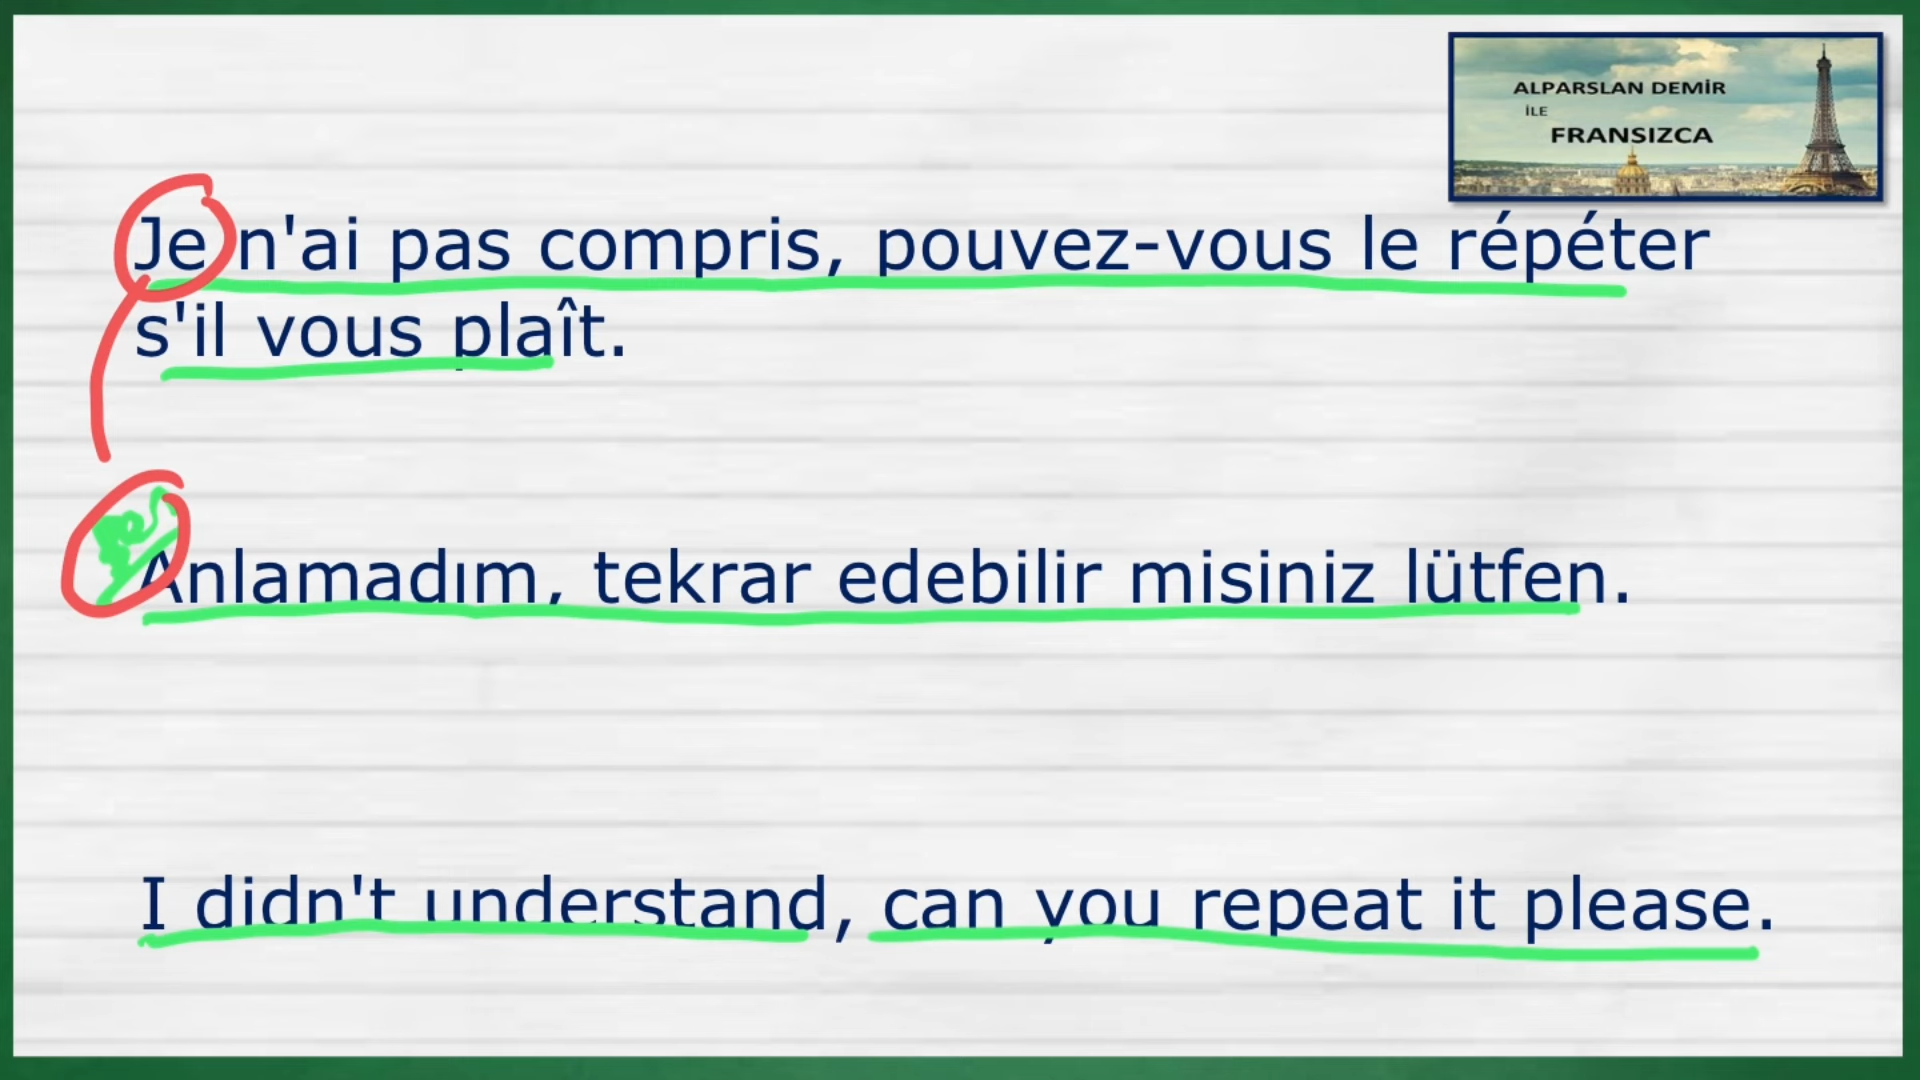 ALPARSLAN DEMİR
İLE
FRANSIZCA
Je n'ai pas compris, pouvez-vous le répéter
s'il vous plaît.
Anlamadım, tekrar edebilir misiniz lütfen.
I didn't understand, can you repeat it please.